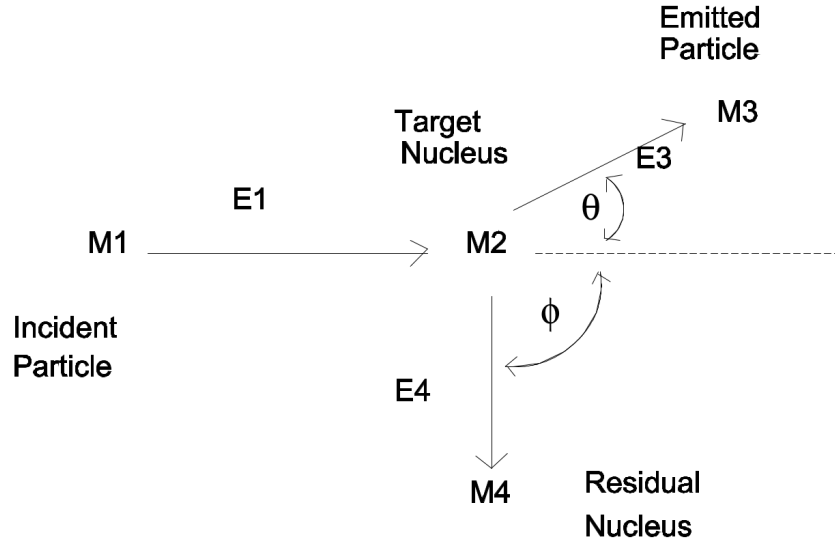 Emitted
Particle
M3
Target
Nucleus
E3
E1
θ
M1
M2
ϕ
Incident
Particle
E4
M4
Residual
Nucleus